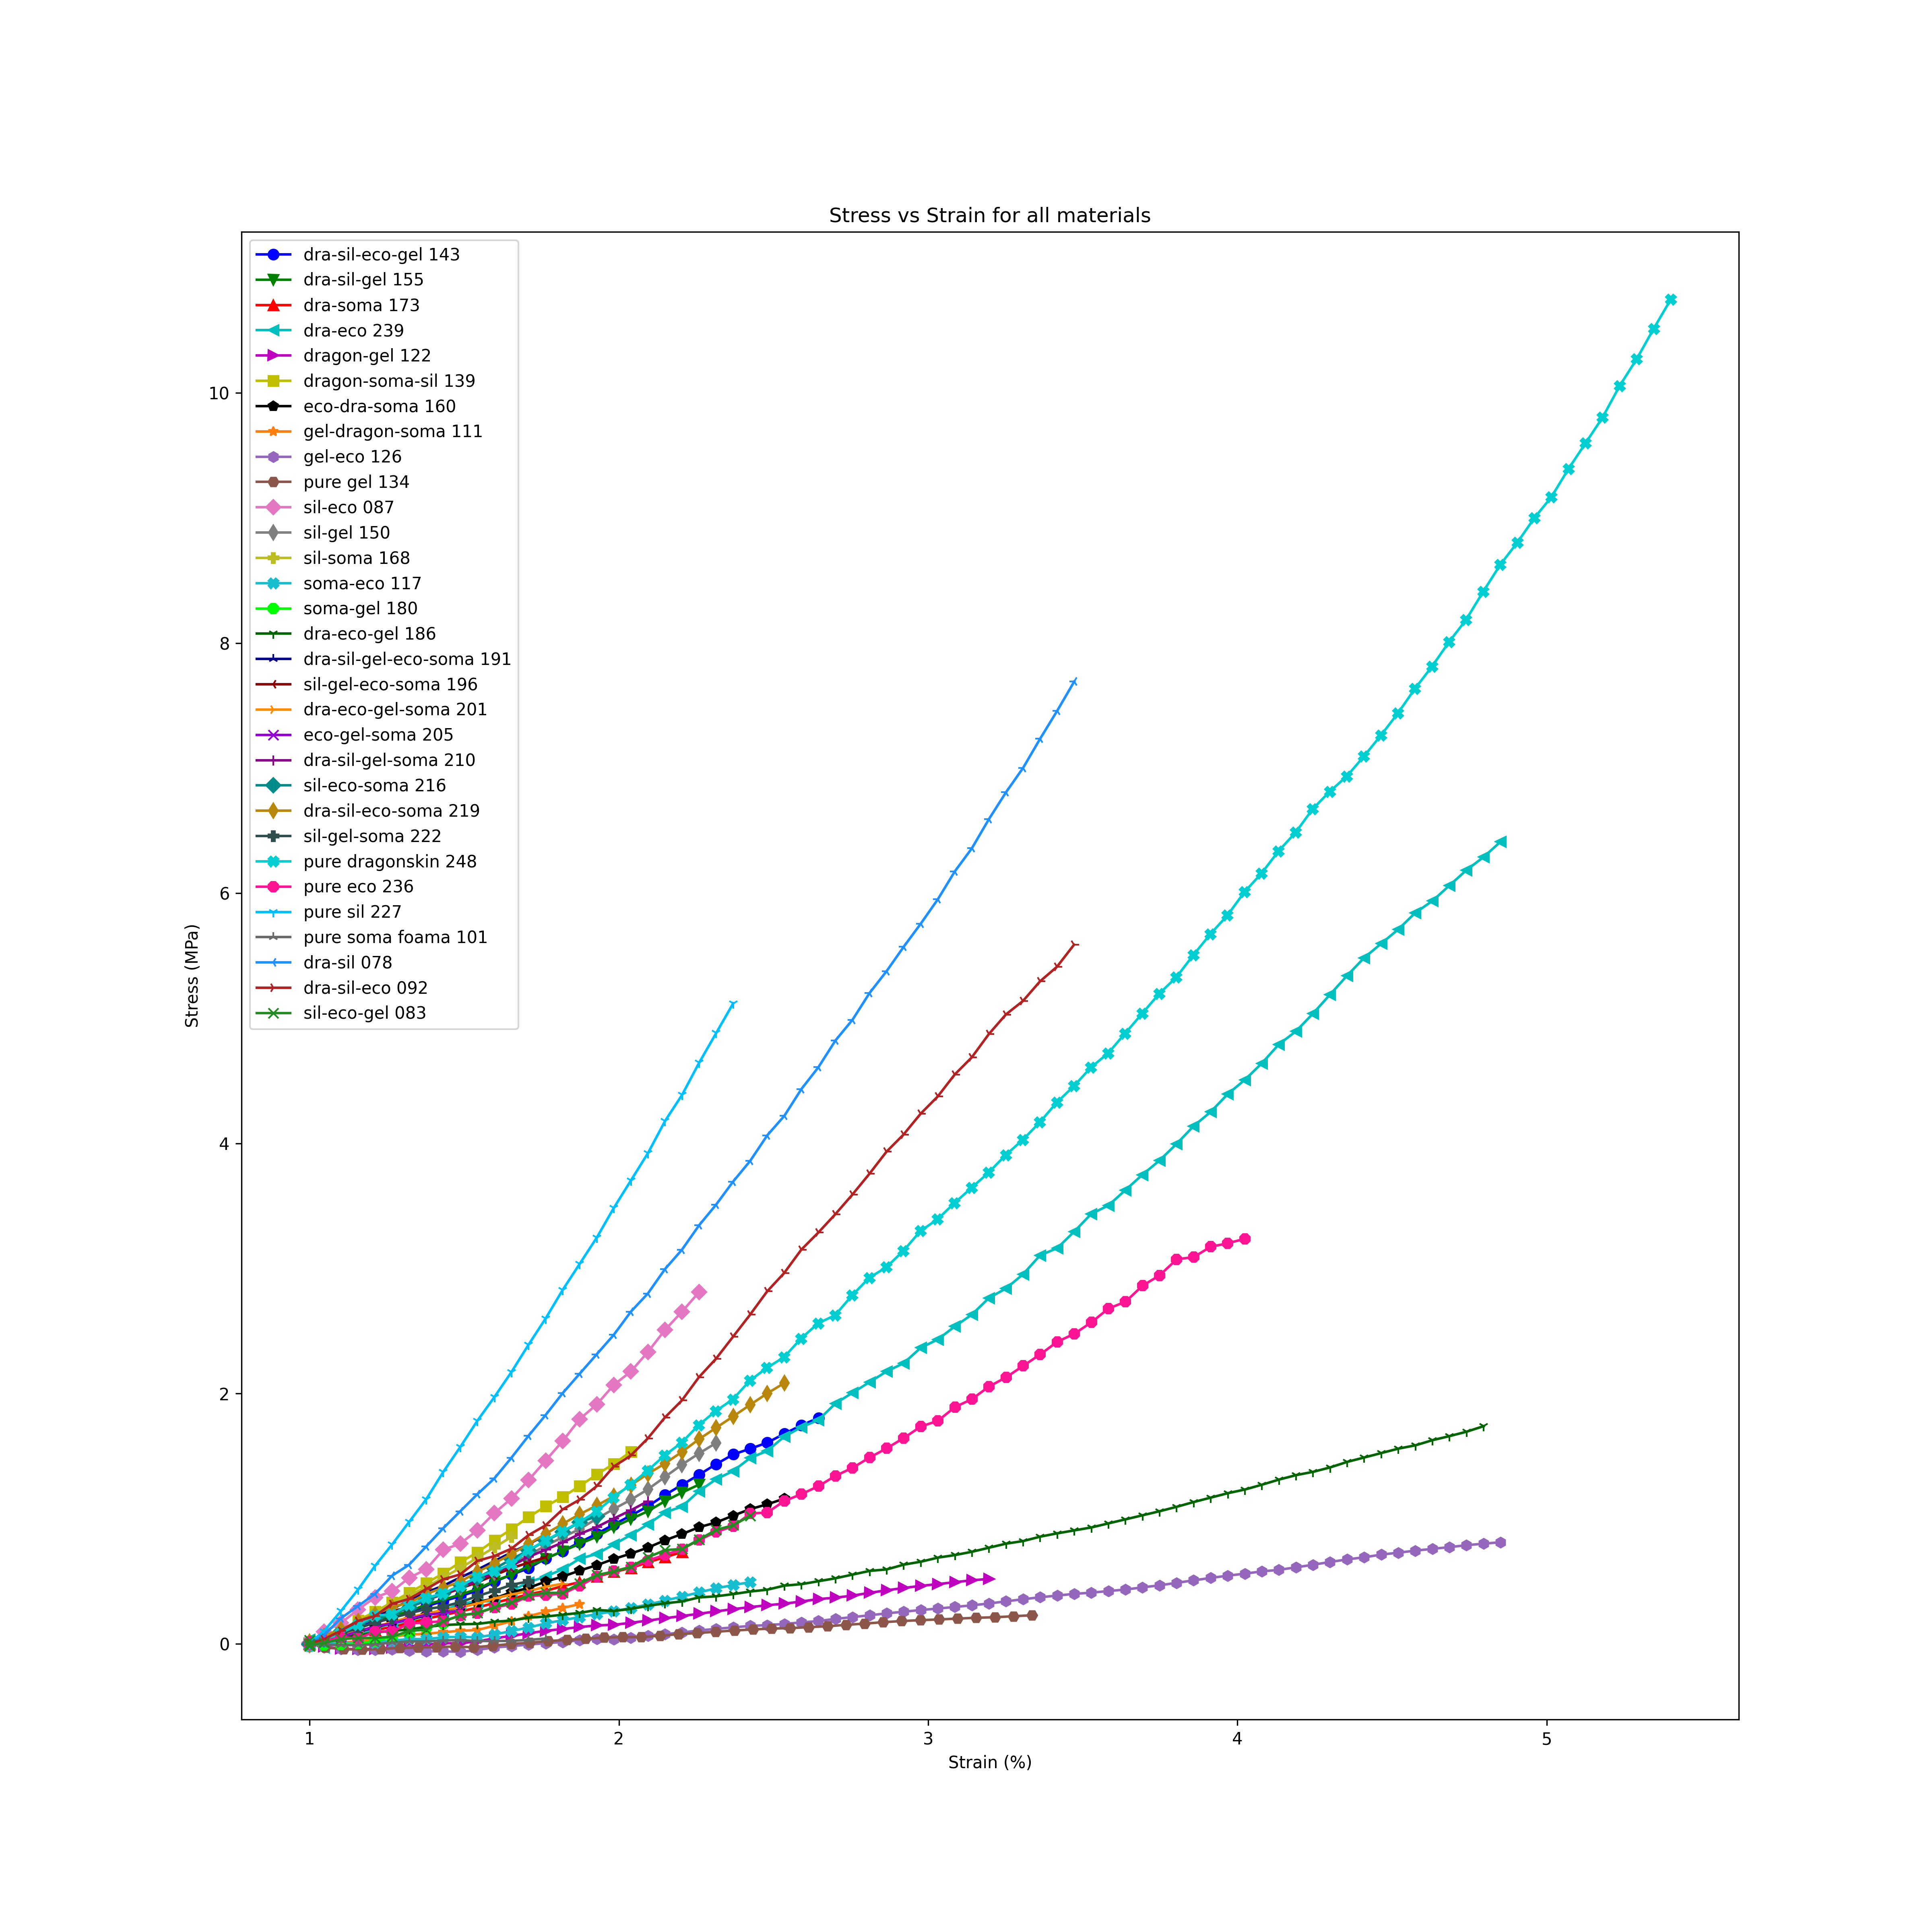 Stress vs Strain for all materials
dra-sil-eco-gel 143
dra-sil-gel 155
dra-soma 173
dra-eco 239
dragon-gel 122
dragon-soma-sil 139
eco-dra-soma 160
gel-dragon-soma 111
gel-eco 126
pure gel 134
sil-eco 087
sil-gel 150
sil-soma 168
soma-eco 117
soma-gel 180
dra-eco-gel 186
dra-sil-gel-eco-soma 191
sil-gel-eco-soma 196
dra-eco-gel-soma 201
eco-gel-soma 205
dra-sil-gel-soma 210
sil-eco-soma 216
dra-sil-eco-soma 219
sil-gel-soma 222
pure dragonskin 248
pure eco 236
pure sil 227
pure soma foama 101
dra-sil 078
dra-sil-eco 092
sil-eco-gel 083
10
8
6
4
2
0
Stress (MPa)
1 2 3 4 5
Strain (%)